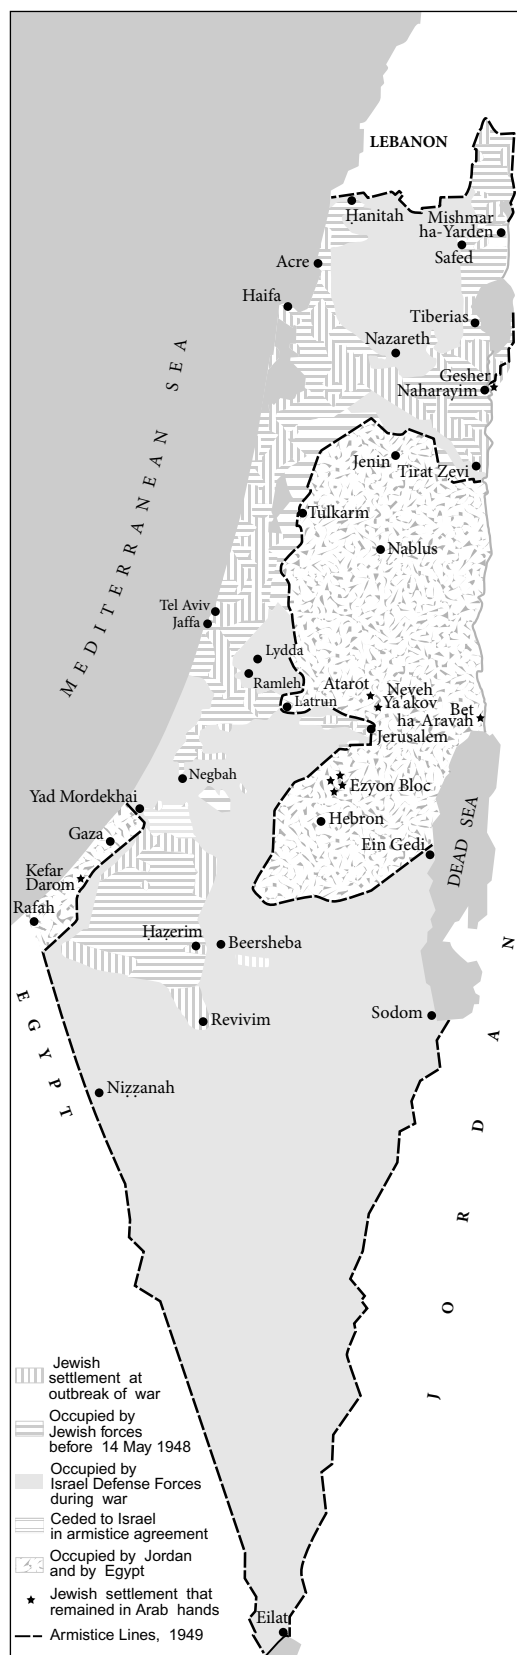 LEBANON
Ḥanitah
Mishmar
ha-Yarden
Safed
Acre
Haifa
Tiberias
Nazareth
Gesher
Naharayim
MEDITERRANEAN SEA
Jenin
Tirat Zevi
Tulkarm
Nablus
Tel Aviv
Jaffa
Lydda
Ramleh
Latrun
Atarot
Neveh
Ya'akov
Bet
ha-Aravah
Jerusalem
Negbah
Ezyon Bloc
Yad Mordekhai
Hebron
Gaza
Ein Gedi
DEAD SEA
Kefar
Darom
Rafah
Ḥaẓerim
Beersheba
EGYPT
Revivim
Sodom
JORDAN
Niẓẓanah
Jewish
settlement at
outbreak of war
Occupied by
Jewish forces
before 14 May 1948
Occupied by
Israel Defense Forces
during war
Ceded to Israel
in armistice agreement
Occupied by Jordan
and by Egypt
Jewish settlement that
remained in Arab hands
Armistice Lines, 1949
Eilat